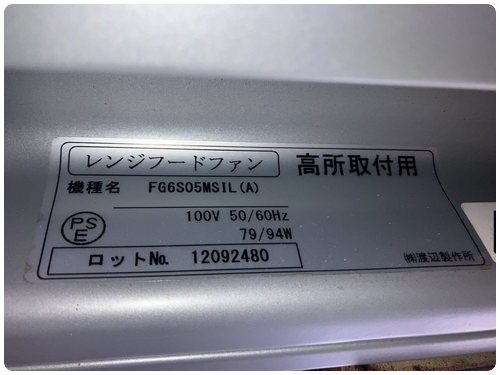 レンジフードファン 高所取付用
機種名 FG6S05MSIL(A)
100V 50/60Hz
PSE
79/94W
ロットNo. 12092480
㈱渡辺製作所